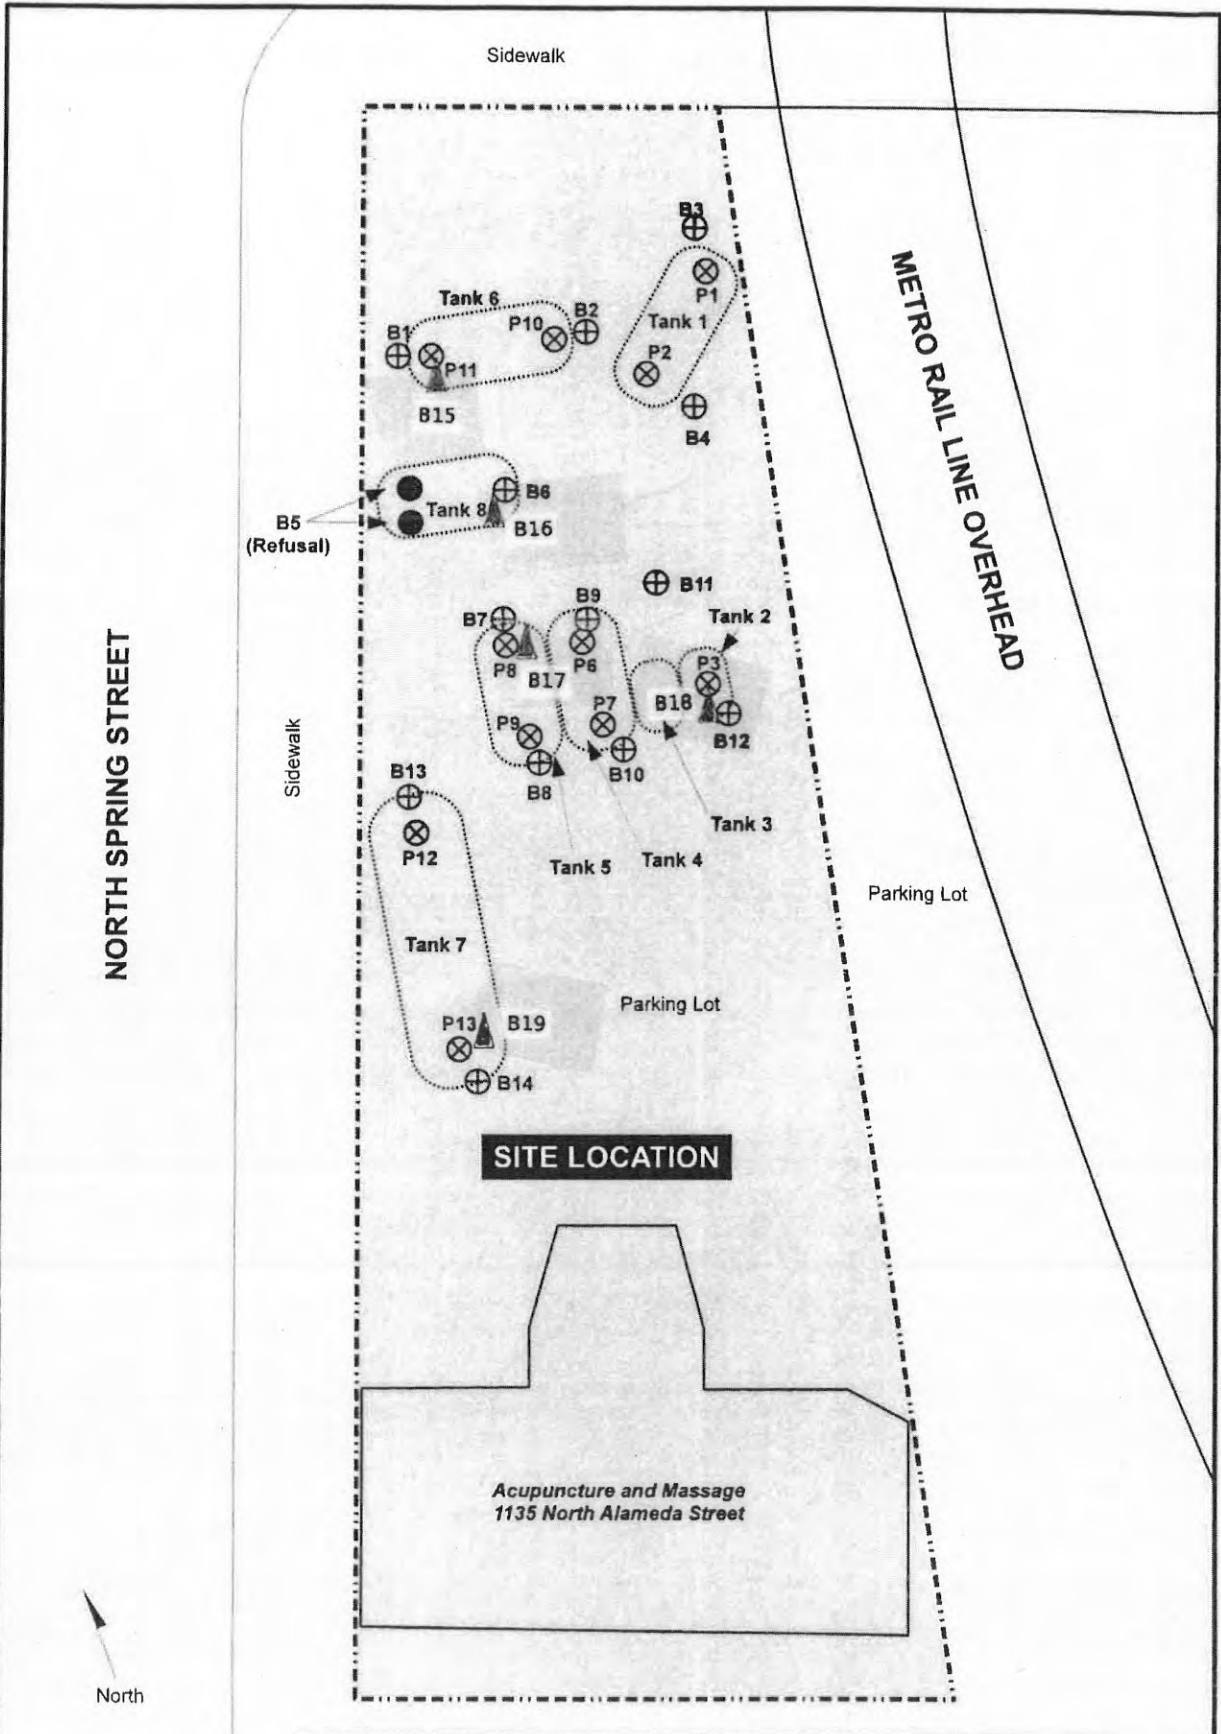 Sidewalk
B3
P1
Tank 6
B2
P10
Tank 1
B1
P2
P11
B15
B4
METRO RAIL LINE OVERHEAD
B6
Tank 8
B5
(Refusal)
B16
B11
B9
B7
Tank 2
P8
P6
P3
B17
B18
P7
P9
B12
B10
B8
NORTH SPRING STREET
Sidewalk
B13
Tank 3
P12
Tank 4
Tank 5
Parking Lot
Tank 7
Parking Lot
P13
B19
B14
SITE LOCATION
Acupuncture and Massage
1135 North Alameda Street
North